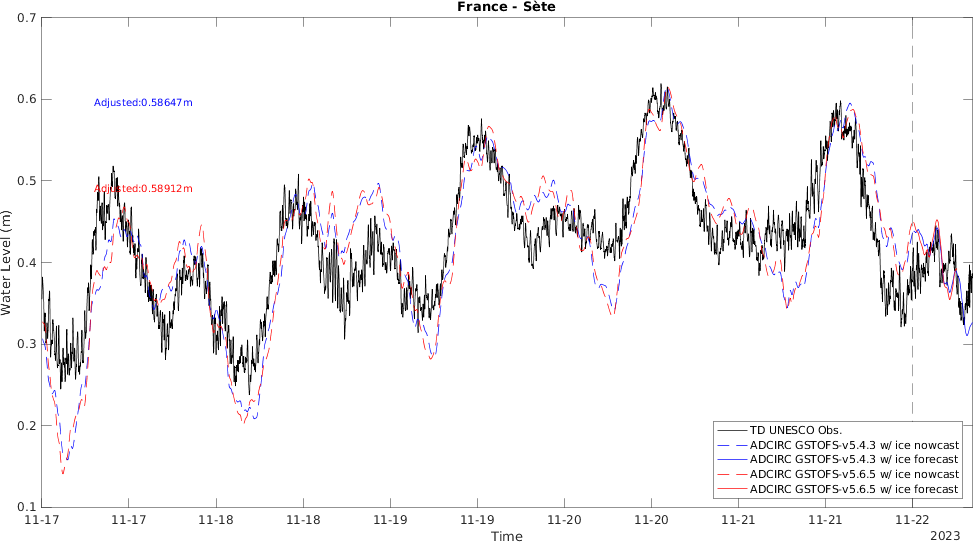 France - Sète
0.7
0.6
0.5
0.4
0.3
0.2
0.1
Water Level (m)
Adjusted:0.58647m
Adjusted:0.58912m
TD UNESCO Obs.
ADCIRC GSTOFS-v5.4.3 w/ ice nowcast
ADCIRC GSTOFS-v5.4.3 w/ ice forecast
ADCIRC GSTOFS-v5.6.5 w/ ice nowcast
ADCIRC GSTOFS-v5.6.5 w/ ice forecast
11-17 11-17 11-18 11-18 11-19 11-19 11-20 11-20 11-21 11-21 11-22
2023
Time